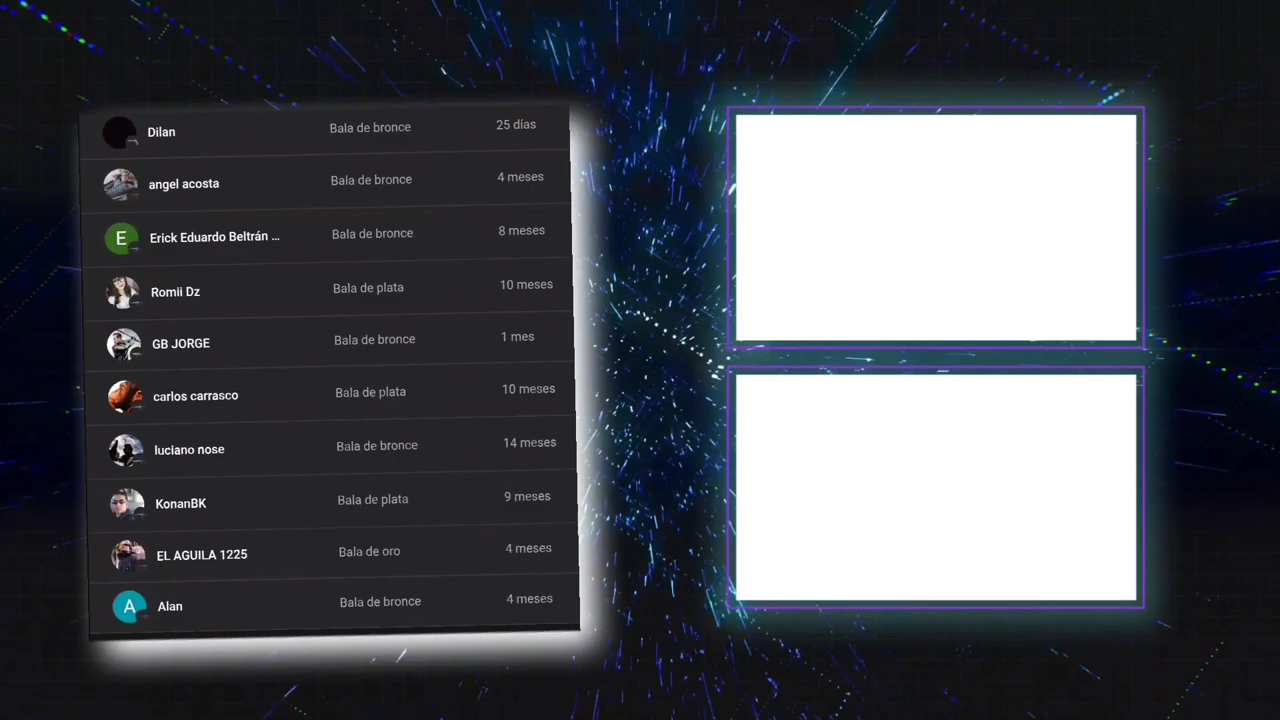 Dilan Bala de bronce 25 días
angel acosta Bala de bronce 4 meses
E Erick Eduardo Beltrán ... Bala de bronce 8 meses
Romii Dz Bala de plata 10 meses
GB JORGE Bala de bronce 1 mes
carlos carrasco Bala de plata 10 meses
luciano nose Bala de bronce 14 meses
KonanBK Bala de plata 9 meses
EL AGUILA 1225 Bala de oro 4 meses
A Alan Bala de bronce 4 meses